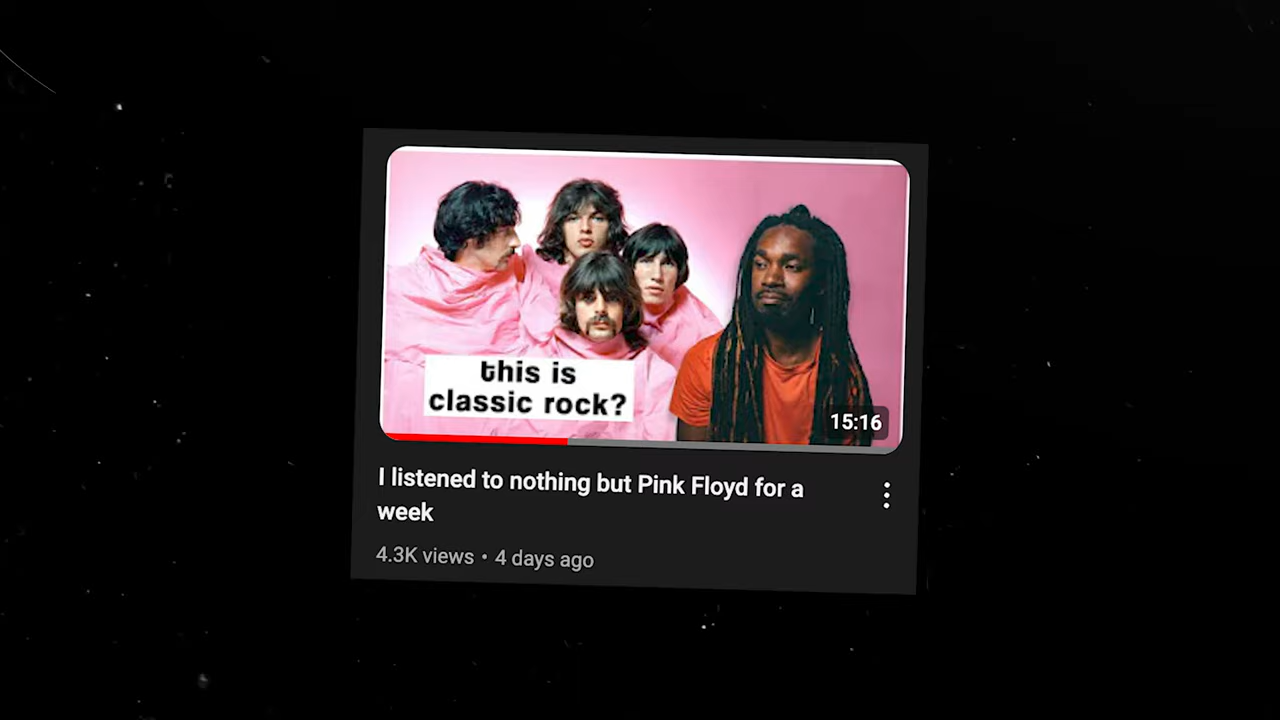 this is
classic rock?
15:16
I listened to nothing but Pink Floyd for a
week
4.3K views • 4 days ago